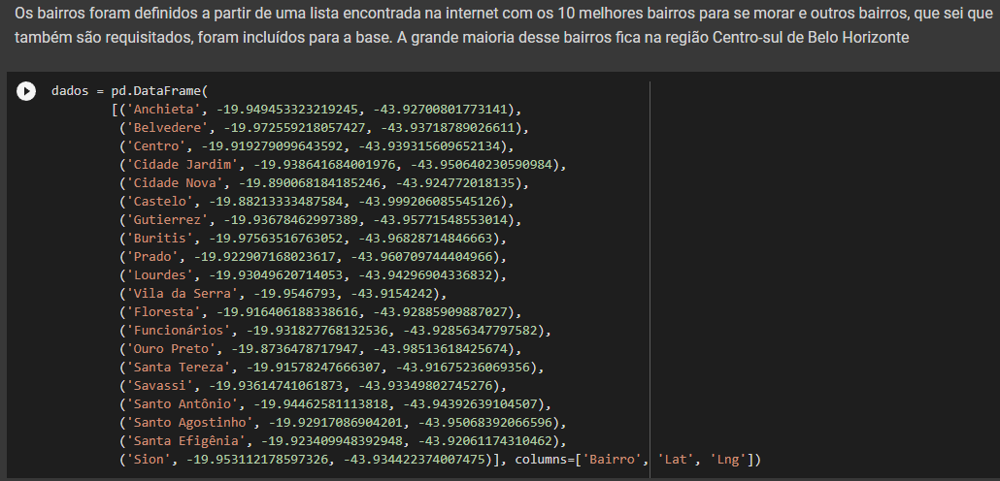 Os bairros foram definidos a partir de uma lista encontrada na internet com os 10 melhores bairros para se morar e outros bairros, que sei que
também são requisitados, foram incluídos para a base. A grande maioria desse bairros fica na região Centro-sul de Belo Horizonte
dados = pd.DataFrame(
[('Anchieta', -19.949453323219245, -43.92700801773141),
('Belvedere', -19.972559218057427, -43.93718789026611),
('Centro', -19.919279099643592, -43.939315609652134),
('Cidade Jardim', -19.938641684001976, -43.950640230590984),
('Cidade Nova', -19.890068184185246, -43.924772018135),
('Castelo', -19.88213333487584, -43.999206085545126),
('Gutierrez', -19.93678462997389, -43.95771548553014),
('Buritis', -19.97563516763052, -43.96828714846663),
('Prado', -19.922907168023617, -43.960709744404966),
('Lourdes', -19.93049620714053, -43.94296904336832),
('Vila da Serra', -19.9546793, -43.9154242),
('Floresta', -19.916406188338616, -43.92885909887027),
('Funcionários', -19.931827768132536, -43.92856347797582),
('Ouro Preto', -19.8736478717947, -43.98513618425674),
('Santa Tereza', -19.91578247666307, -43.91675236069356),
('Savassi', -19.93614741061873, -43.93349802745276),
('Santo Antônio', -19.94462581113818, -43.94392639104507),
('Santo Agostinho', -19.92917086904201, -43.95068392066596),
('Santa Efigênia', -19.923409948392948, -43.92061174310462),
('Sion', -19.953112178597326, -43.934422374007475)], columns=['Bairro', 'Lat', 'Lng'])